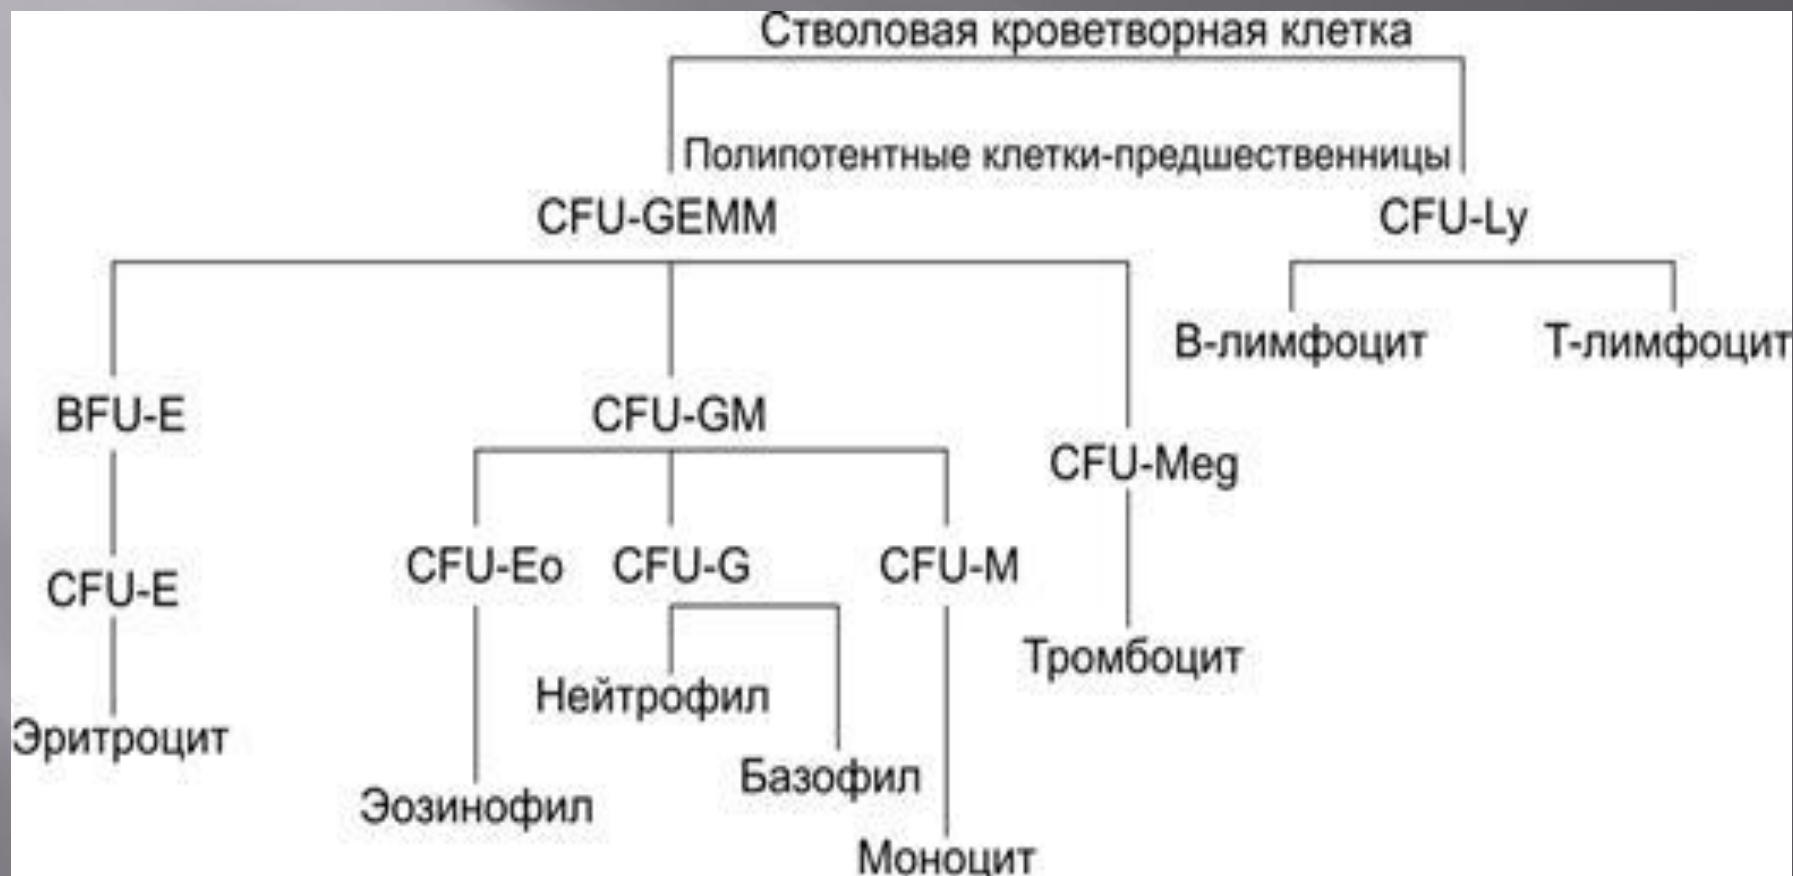 Стволовая кроветворная клетка
Полипотентные клетки-предшественницы
CFU-GEMM
CFU-Ly
В-лимфоцит
Т-лимфоцит
BFU-E
CFU-GM
CFU-Meg
CFU-E
CFU-Eo
CFU-G
CFU-M
Тромбоцит
Нейтрофил
Эритроцит
Базофил
Эозинофил
Моноцит